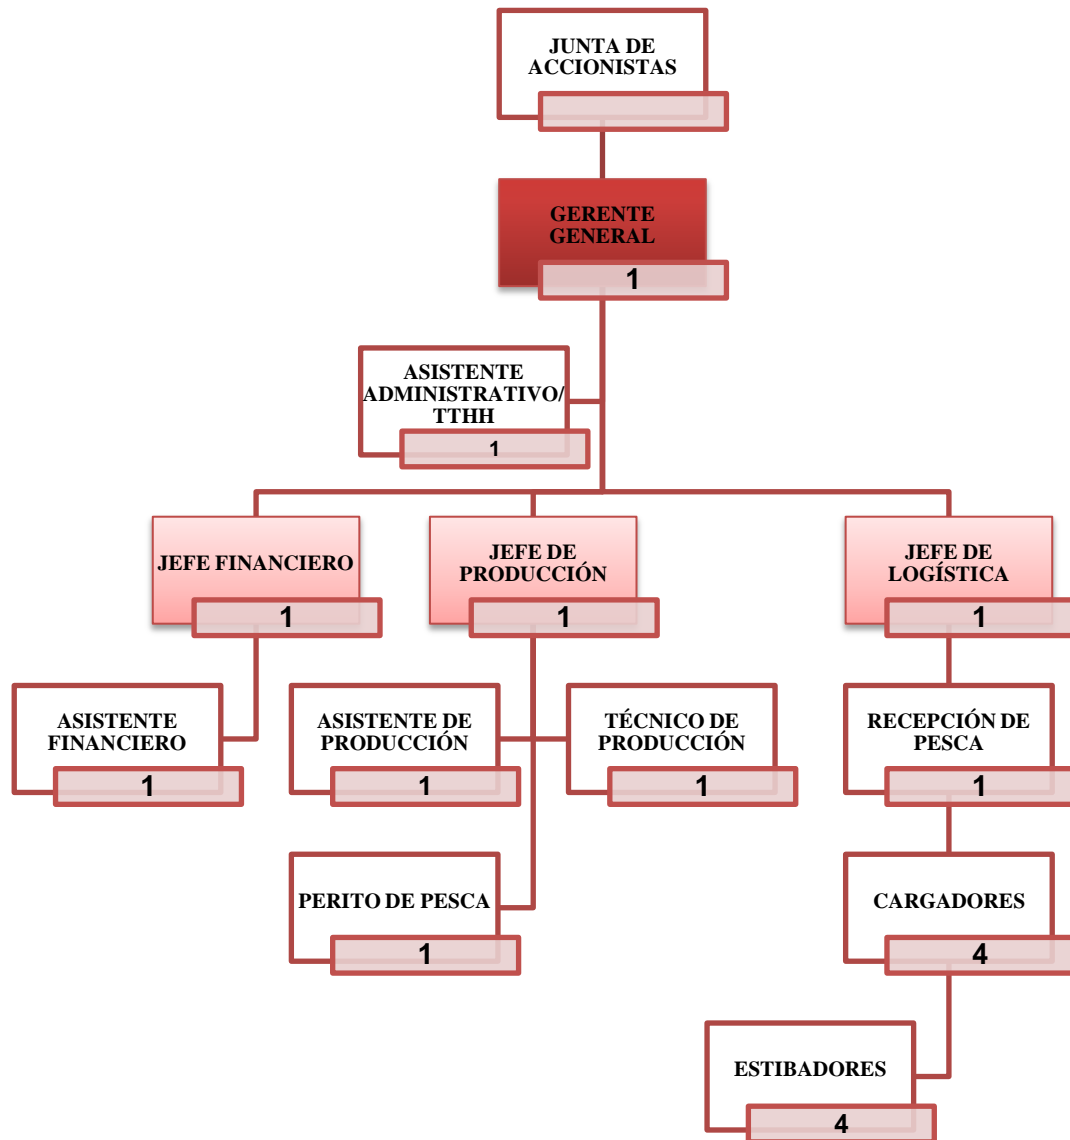 JUNTA DE
ACCIONISTAS
GERENTE
GENERAL
1
ASISTENTE
ADMINISTRATIVO/
TTHH
1
JEFE FINANCIERO
1
JEFE DE
PRODUCCIÓN
1
JEFE DE
LOGÍSTICA
1
ASISTENTE
FINANCIERO
1
ASISTENTE DE
PRODUCCIÓN
1
TÉCNICO DE
PRODUCCIÓN
1
RECEPCIÓN DE
PESCA
1
PERITO DE PESCA
1
CARGADORES
4
ESTIBADORES
4